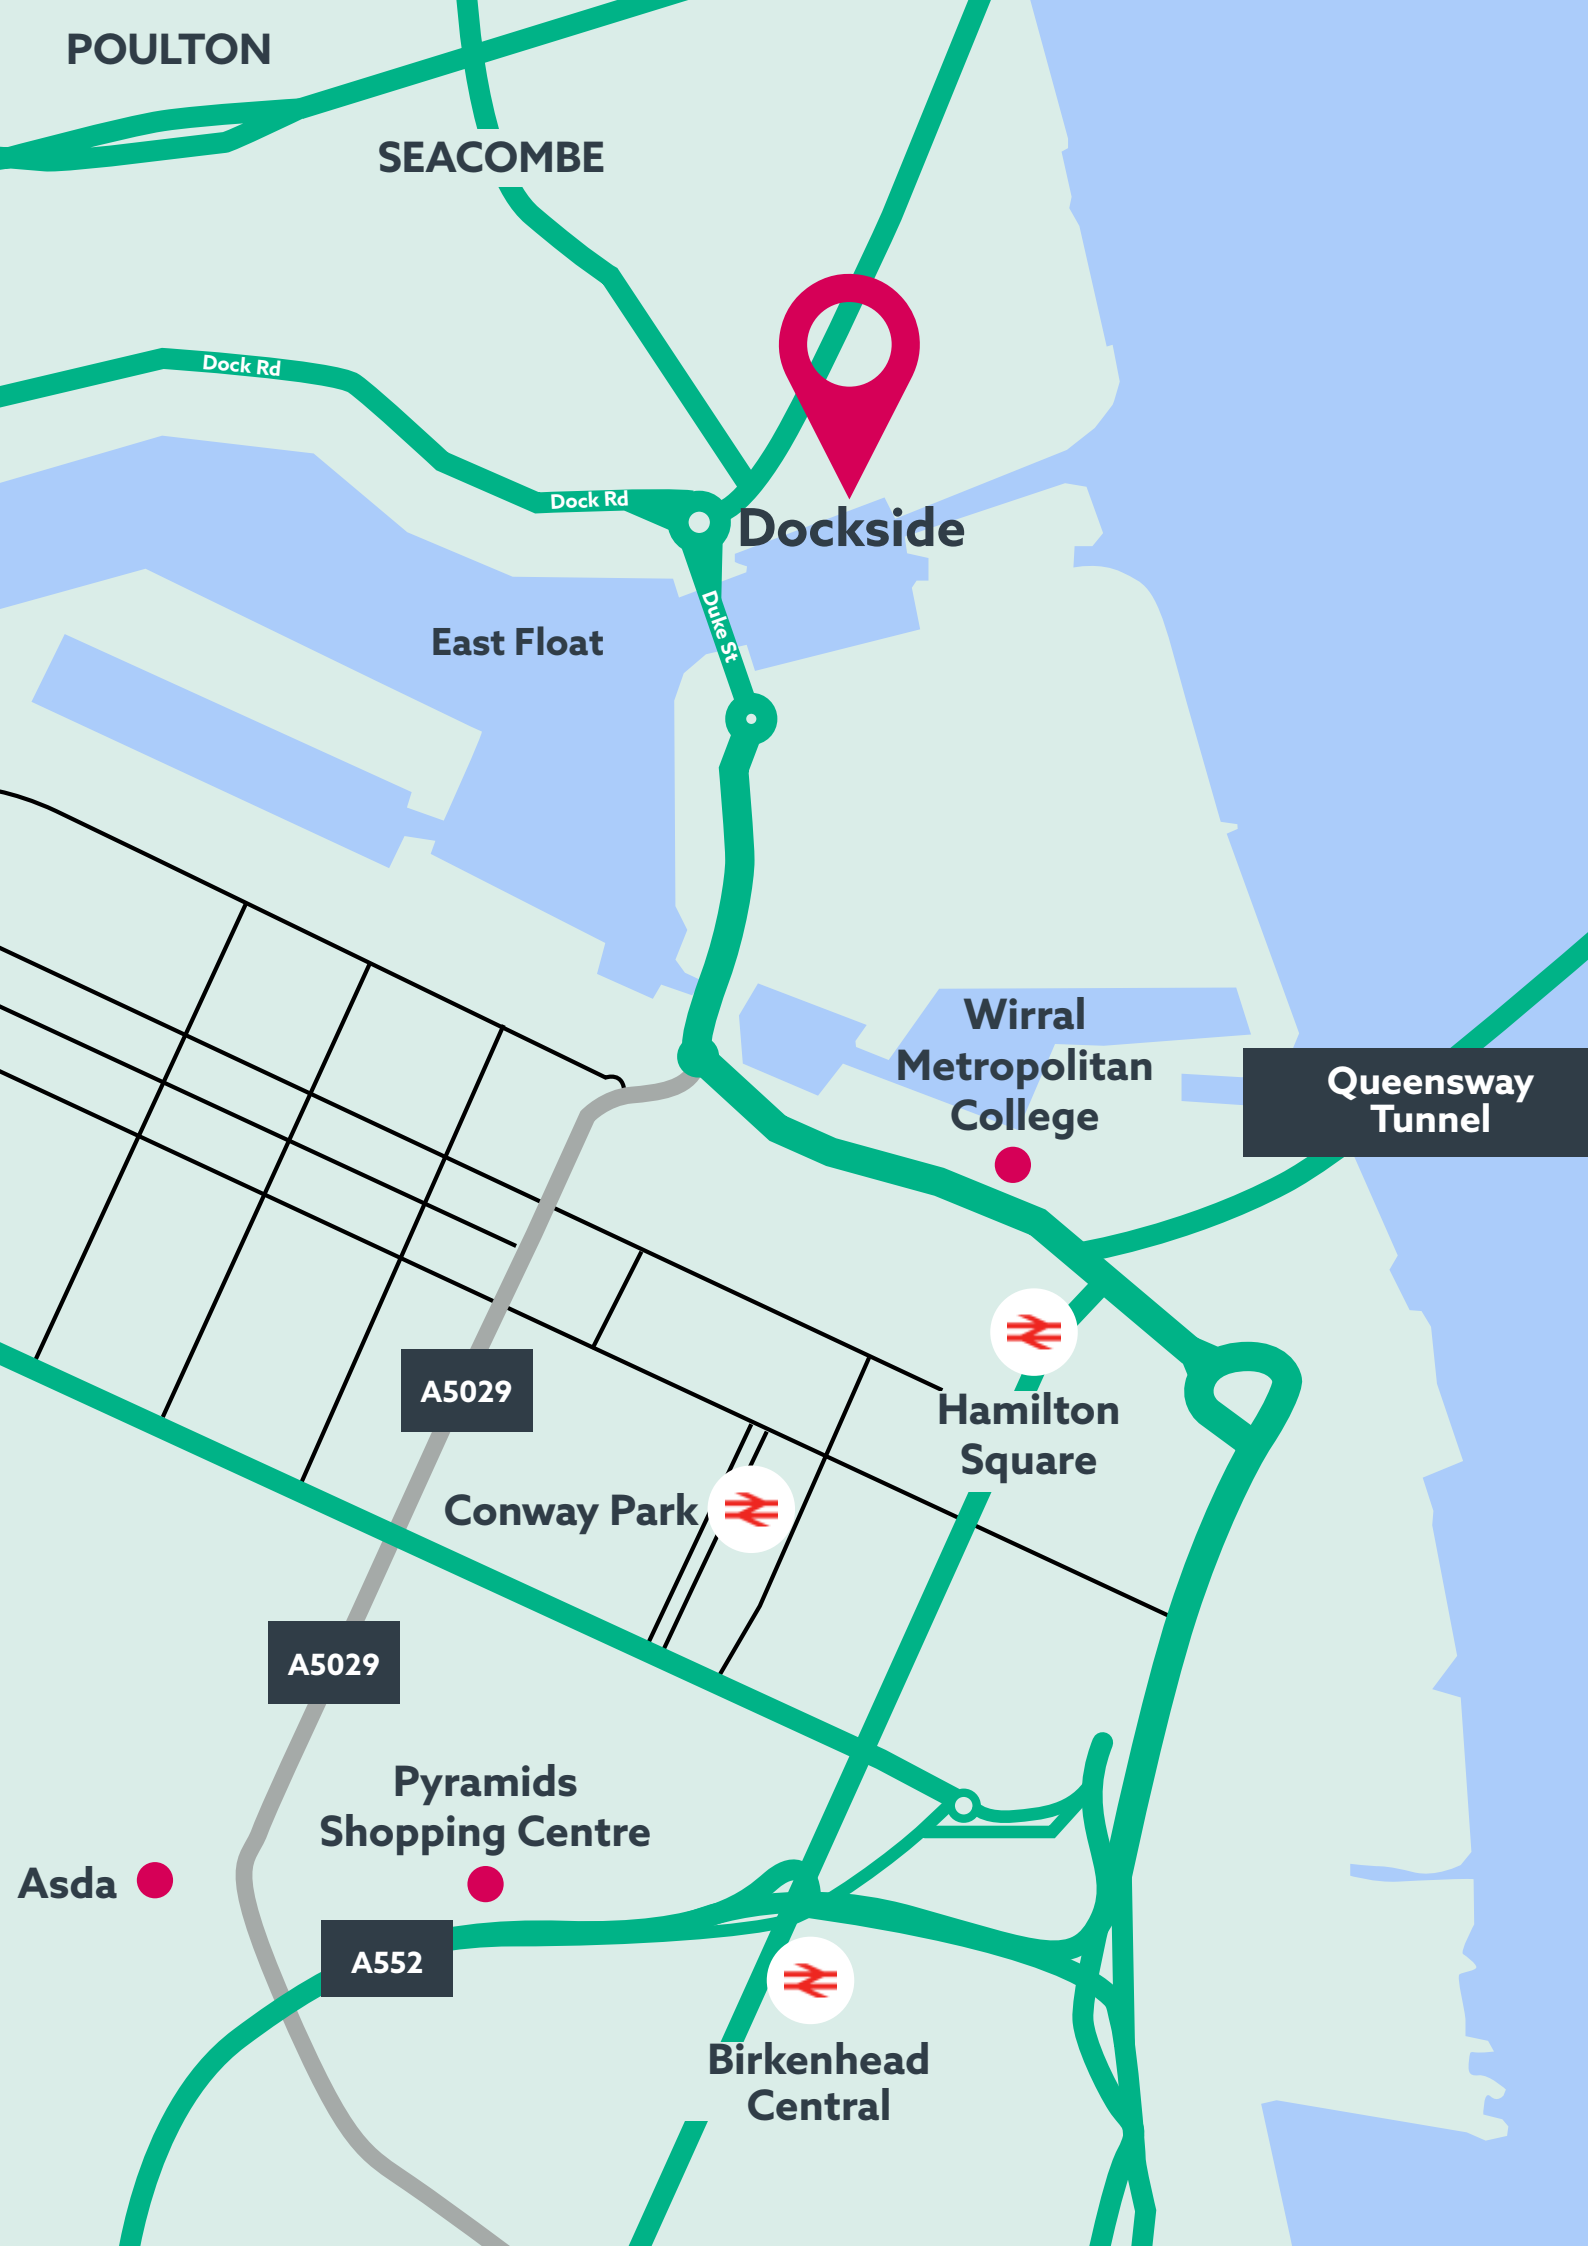 POULTON
SEACOMBE
Dock Rd
Dock Rd
Dockside
Duke St
East Float
Wirral
Metropolitan
College
Queensway
Tunnel
A5029
Hamilton
Square
Conway Park
A5029
Pyramids
Shopping Centre
Asda
A552
Birkenhead
Central